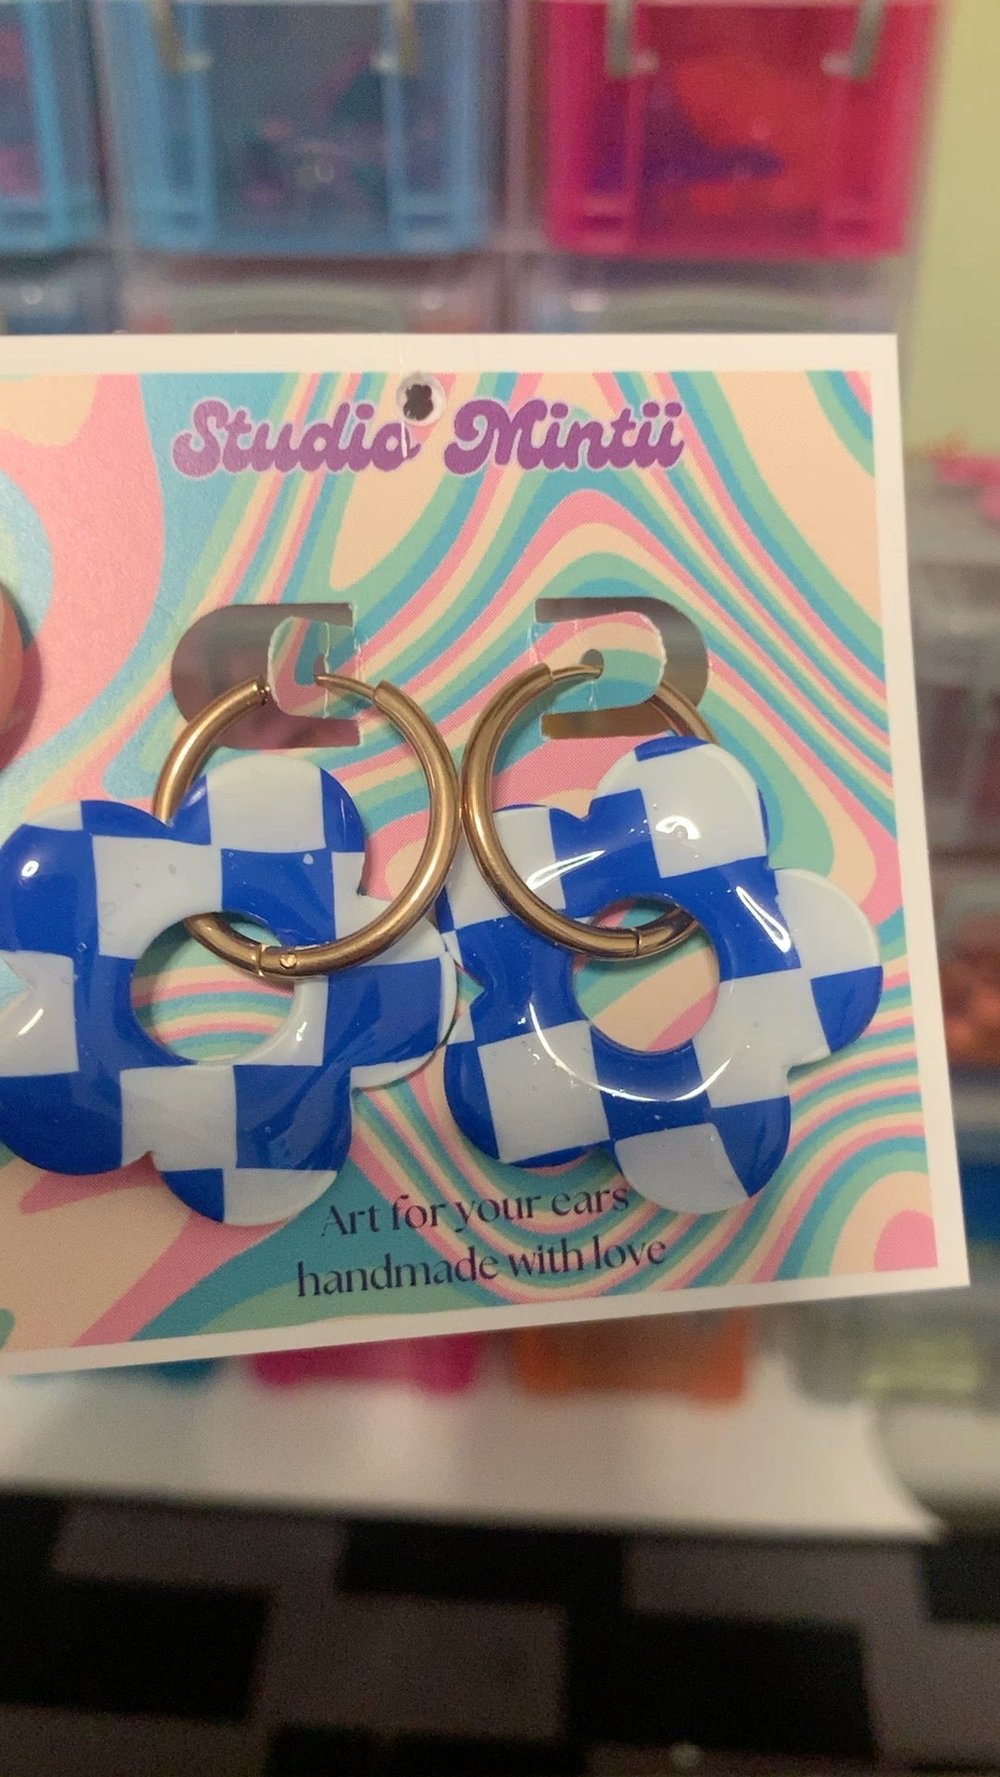 Studio Mintii
Art for your ears
handmade with love